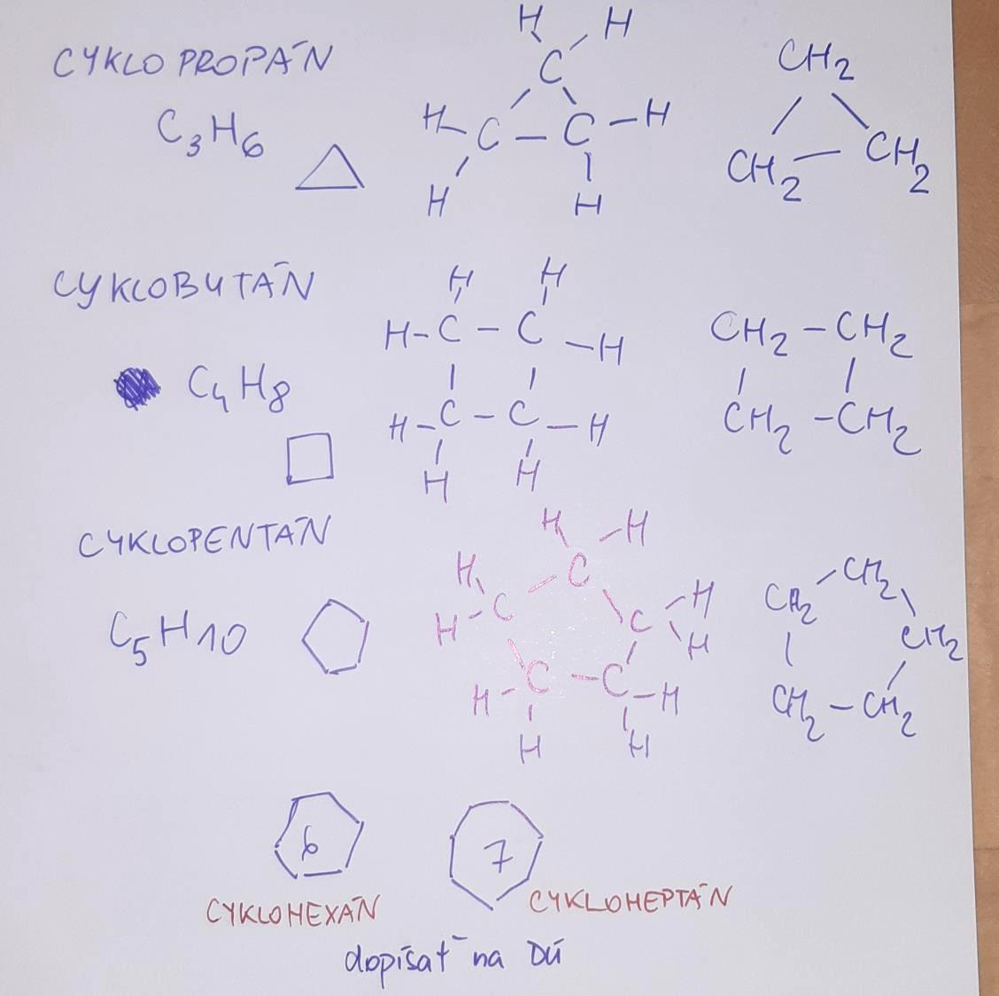 CYKLOPROPÁN
C₃H₆
H H
C
H C – C – H
H H
CH₂
CH₂ – CH₂
CYKLOBUTÁN
C₄H₈
H H
H – C – C – H
H – C – C – H
H H
CH₂ – CH₂
CH₂ – CH₂
CYKLOPENTÁN
C₅H10
H H
C
H C C H
H H
H – C – C – H
H H
CH₂
CH₂ CH₂
CH₂ – CH₂
6 7
CYKLOHEXÁN CYKLOHEPTÁN
dopísať na DÚ